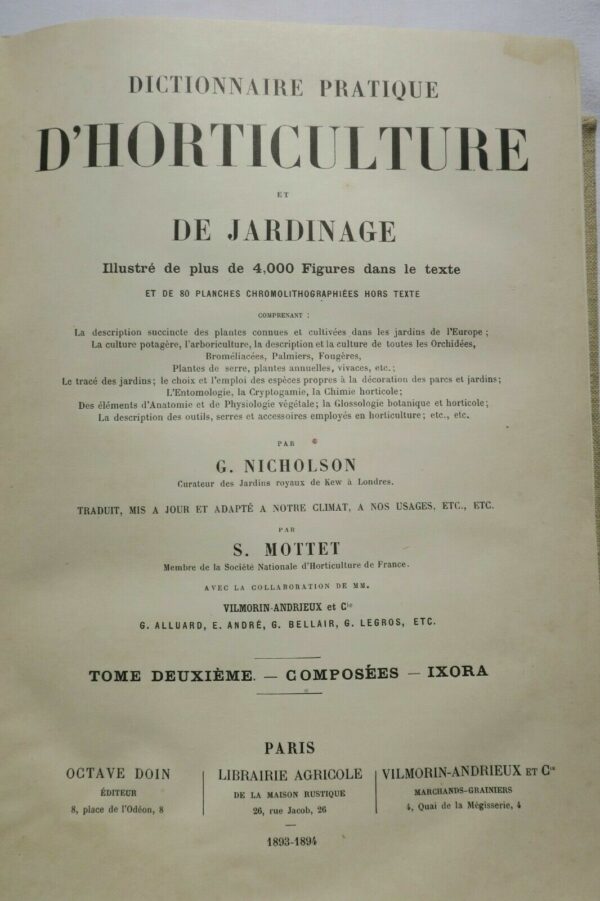 DICTIONNAIRE PRATIQUE
D'HORTICULTURE
ET
DE JARDINAGE
Illustré de plus de 4,000 Figures dans le texte
ET DE 80 PLANCHES CHROMOLITHOGRAPHIÉES HORS TEXTE
COMPRENANT :
La description succincte des plantes connues et cultivées dans les jardins de l'Europe ;
La culture potagère, l'arboriculture, la description et la culture de toutes les Orchidées,
Broméliacées, Palmiers, Fougères,
Plantes de serre, plantes annuelles, vivaces, etc. ;
Le tracé des jardins ; le choix et l'emploi des espèces propres à la décoration des parcs et jardins ;
L'Entomologie, la Cryptogamie, la Chimie horticole ;
Des éléments d'Anatomie et de Physiologie végétale ; la Glossologie botanique et horticole ;
La description des outils, serres et accessoires employés en horticulture ; etc., etc.
PAR
G. NICHOLSON
Curateur des Jardins royaux de Kew à Londres.
TRADUIT, MIS A JOUR ET ADAPTÉ A NOTRE CLIMAT, A NOS USAGES, ETC., ETC.
PAR
S. MOTTET
Membre de la Société Nationale d'Horticulture de France.
AVEC LA COLLABORATION DE MM.
VILMORIN-ANDRIEUX et Cie
G. ALLUARD, E. ANDRÉ, G. BELLAIR, G. LEGROS, ETC.
TOME DEUXIÈME. — COMPOSÉES — IXORA
PARIS
OCTAVE DOIN
ÉDITEUR
8, place de l'Odéon, 8
LIBRAIRIE AGRICOLE
DE LA MAISON RUSTIQUE
26, rue Jacob, 26
VILMORIN-ANDRIEUX ET Cie
MARCHANDS-GRAINIERS
4, Quai de la Mégisserie, 4
1893-1894